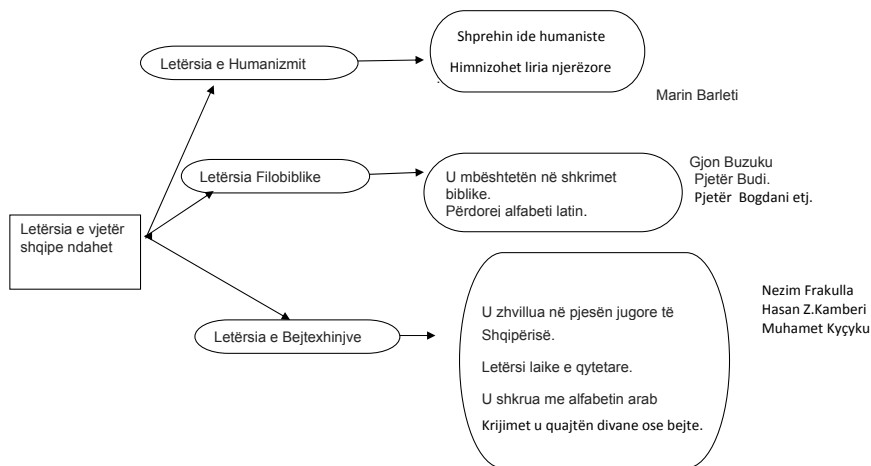 Letërsia e vjetër
shqipe ndahet
Letërsia e Humanizmit
Shprehin ide humaniste
Himnizohet liria njerëzore
Marin Barleti
Letërsia Filobiblike
U mbështetën në shkrimet
biblike.
Përdorej alfabeti latin.
Gjon Buzuku
Pjetër Budi.
Pjetër Bogdani etj.
Letërsia e Bejtexhinjve
U zhvillua në pjesën jugore të
Shqipërisë.
Letërsi laike e qytetare.
U shkrua me alfabetin arab
Krijimet u quajtën divane ose bejte.
Nezim Frakulla
Hasan Z.Kamberi
Muhamet Kyçyku